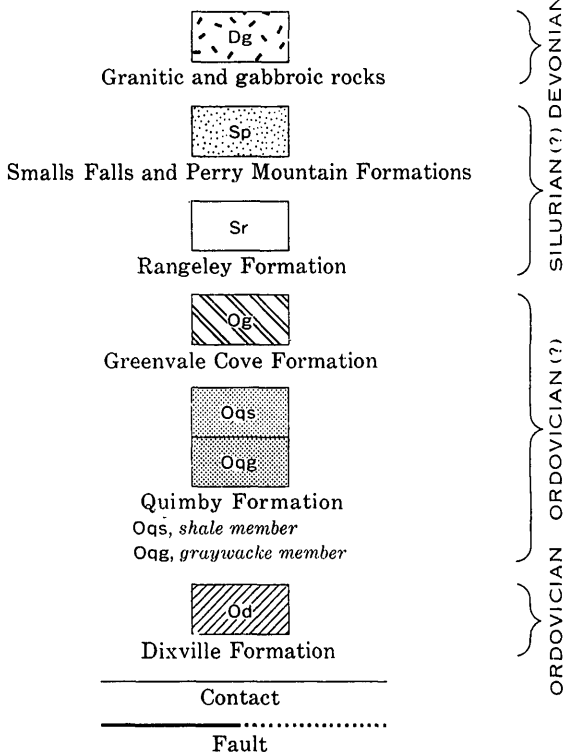 Dg
Granitic and gabbroic rocks
DEVONIAN
Sp
Smalls Falls and Perry Mountain Formations
Sr
Rangeley Formation
SILURIAN(?)
Og
Greenvale Cove Formation
Oqs
Oqg
Quimby Formation
Oqs, shale member
Oqg, graywacke member
ORDOVICIAN (?)
Od
Dixville Formation
ORDOVICIAN
Contact
Fault